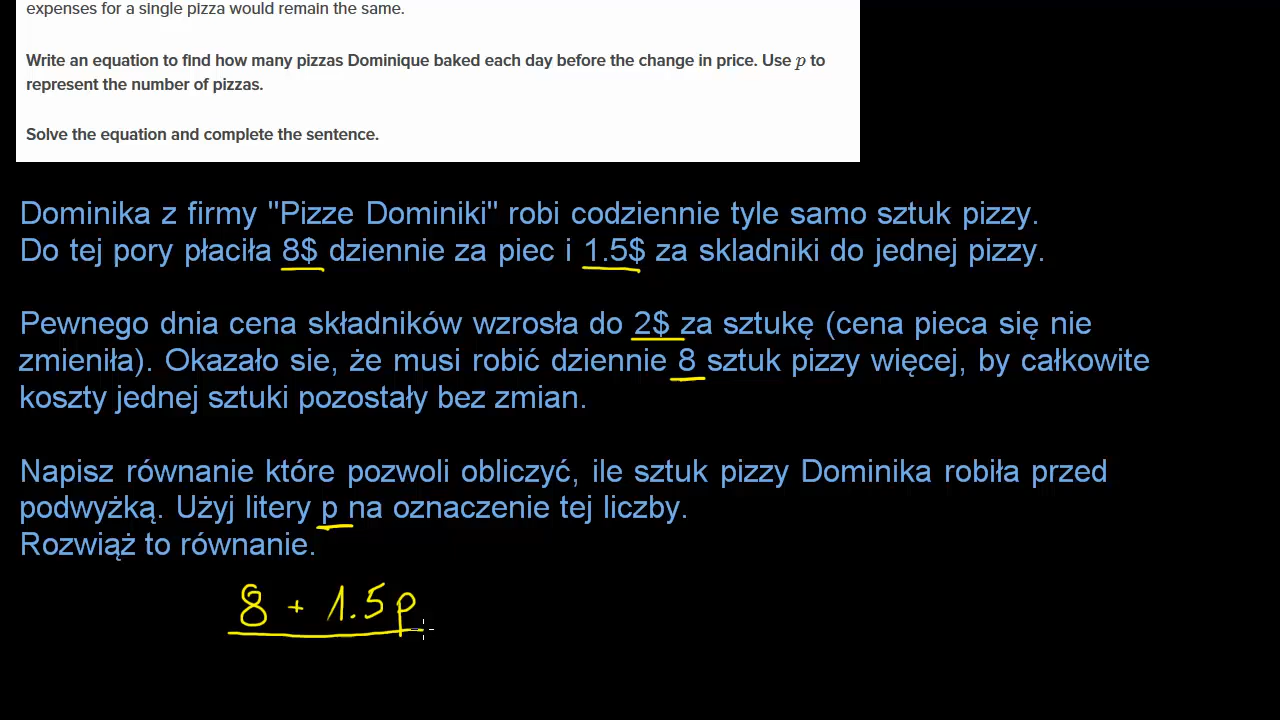 expenses for a single pizza would remain the same.
Write an equation to find how many pizzas Dominique baked each day before the change in price. Use p to
represent the number of pizzas.
Solve the equation and complete the sentence.
Dominika z firmy "Pizze Dominiki" robi codziennie tyle samo sztuk pizzy.
Do tej pory płaciła 8$ dziennie za piec i 1.5$ za skladniki do jednej pizzy.
Pewnego dnia cena składników wzrosła do 2$ za sztukę (cena pieca się nie
zmieniła). Okazało sie, że musi robić dziennie 8 sztuk pizzy więcej, by całkowite
koszty jednej sztuki pozostały bez zmian.
Napisz równanie które pozwoli obliczyć, ile sztuk pizzy Dominika robiła przed
podwyżką. Użyj litery p na oznaczenie tej liczby.
Rozwiąż to równanie.
8 + 1.5p